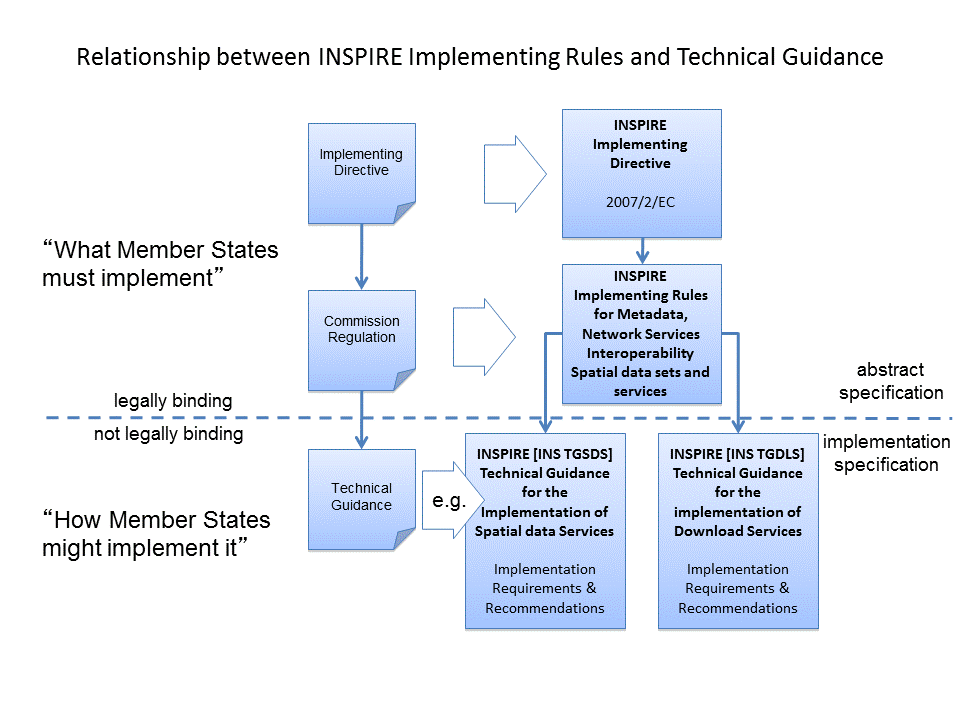 Relationship between INSPIRE Implementing Rules and Technical Guidance
Implementing
Directive
INSPIRE
Implementing
Directive
2007/2/EC
“What Member States
must implement”
Commission
Regulation
INSPIRE
Implementing Rules
for Metadata,
Network Services
Interoperability
Spatial data sets and
services
abstract
specification
legally binding
not legally binding
implementation
specification
Technical
Guidance
e.g.
“How Member States
might implement it”
INSPIRE [INS TGSDS]
Technical Guidance
for the
Implementation of
Spatial data Services
Implementation
Requirements &
Recommendations
INSPIRE [INS TGDLS]
Technical Guidance
for the
implementation of
Download Services
Implementation
Requirements &
Recommendations